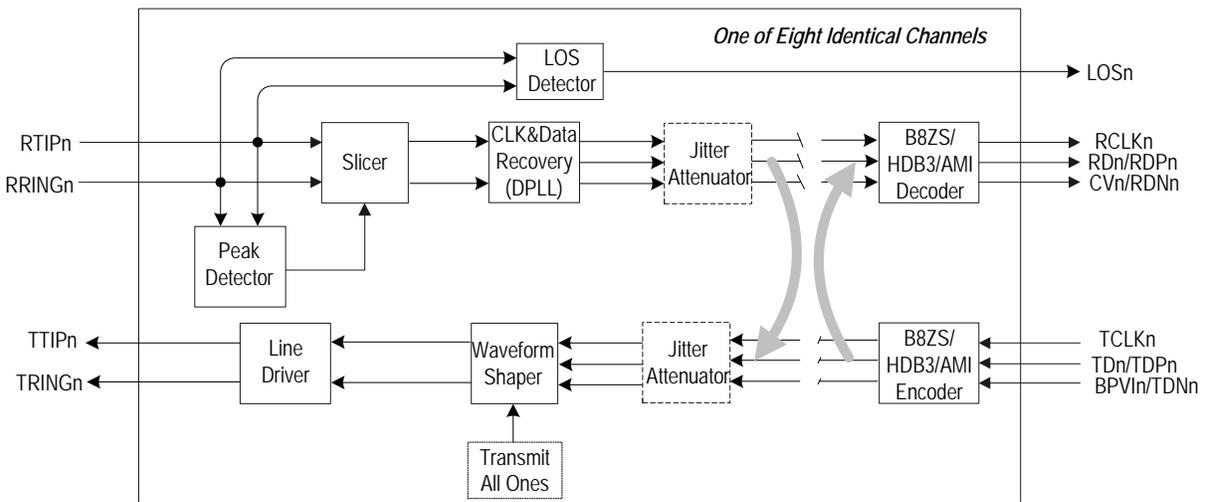 One of Eight Identical Channels
LOS
Detector
LOSn
RTIPn
RRINGn
Slicer
CLK&Data
Recovery
(DPLL)
Jitter
Attenuator
B8ZS/
HDB3/AMI
Decoder
RCLKn
RDn/RDPn
CVn/RDNn
Peak
Detector
TTIPn
TRINGn
Line
Driver
Waveform
Shaper
Jitter
Attenuator
B8ZS/
HDB3/AMI
Encoder
TCLKn
TDn/TDPn
BPVIn/TDNn
Transmit
All Ones